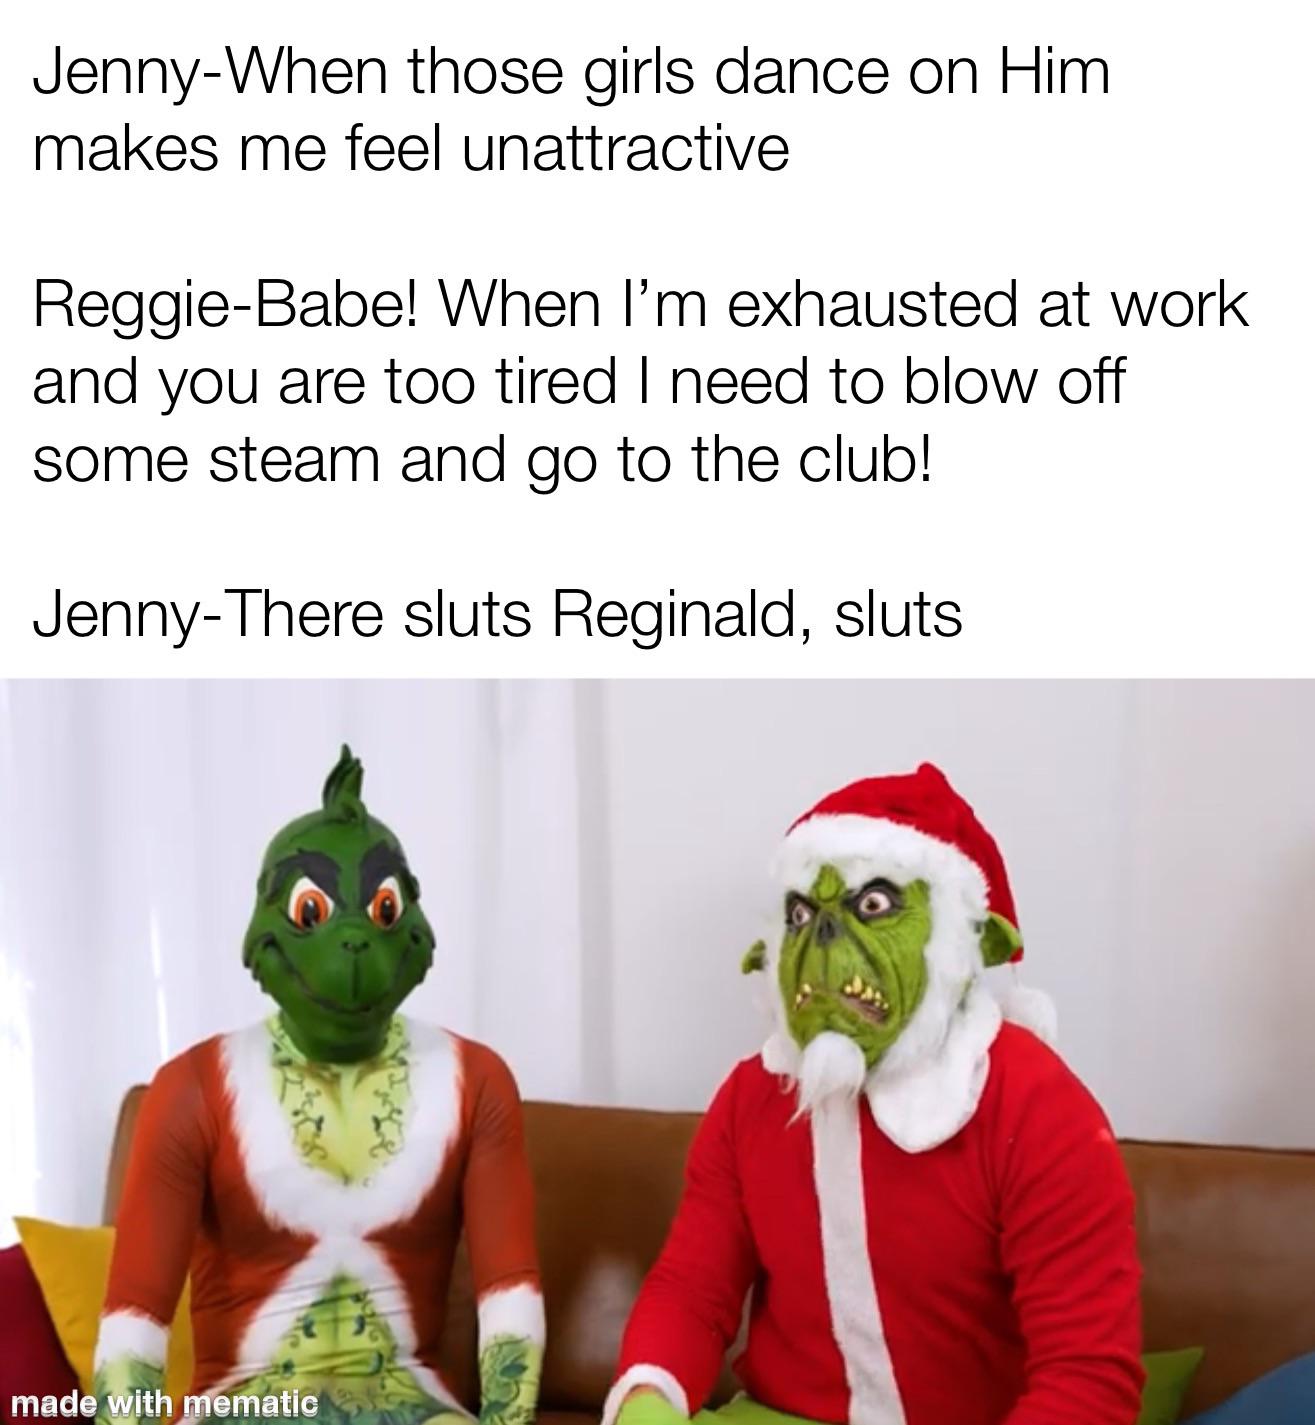 Jenny-When those girls dance on Him
makes me feel unattractive
Reggie-Babe! When I’m exhausted at work
and you are too tired I need to blow off
some steam and go to the club!
Jenny-There sluts Reginald, sluts
made with mematic